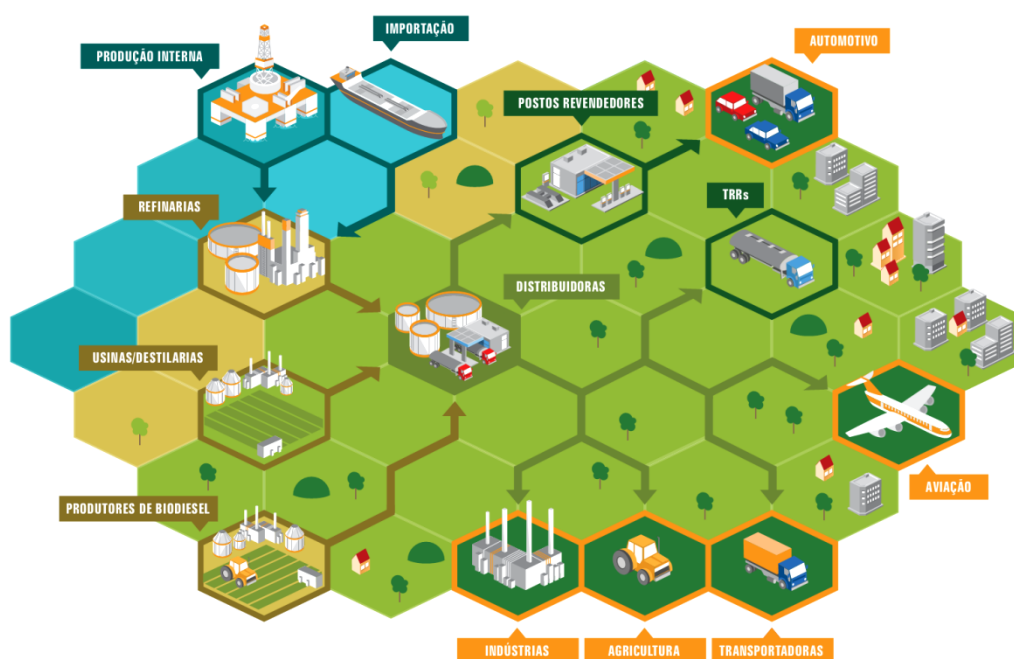 IMPORTAÇÃO
PRODUÇÃO INTERNA
AUTOMOTIVO
POSTOS REVENDEDORES
TRRs
REFINARIAS
DISTRIBUIDORAS
USINAS/DESTILARIAS
AVIAÇÃO
PRODUTORES DE BIODIESEL
INDÚSTRIAS
AGRICULTURA
TRANSPORTADORAS